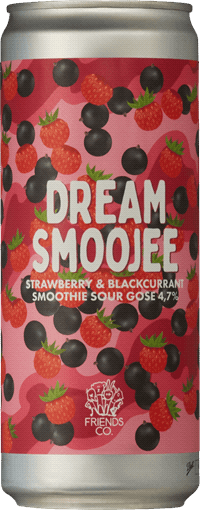 DREAM
SMOOJEE
STRAWBERRY & BLACKCURRANT
SMOOTHIE SOUR GOSE 4,7%
FRIENDS
CO.